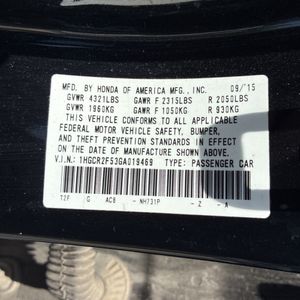 MFD. BY HONDA OF AMERICA MFG., INC. 09/15
GVWR 4321LBS GAWR F 2315LBS R 2050LBS
GVWR 1960KG GAWR F 1050KG R 930KG
THIS VEHICLE CONFORMS TO ALL APPLICABLE
FEDERAL MOTOR VEHICLE SAFETY, BUMPER,
AND THEFT PREVENTION STANDARDS IN EFFECT
ON THE DATE OF MANUFACTURE SHOWN ABOVE.
V.I.N.: 1HGCR2F53GA019469 TYPE: PASSENGER CAR
T2F G AC8 - NH731P - Z - A